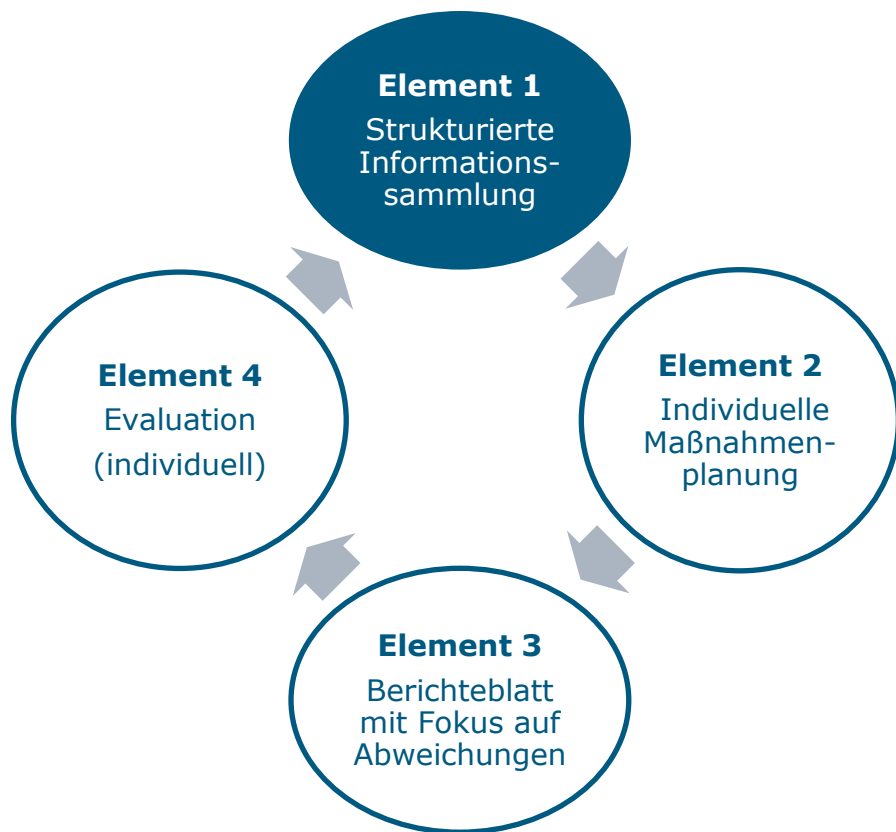 Element 1
Strukturierte
Informations-
sammlung
Element 2
Individuelle
Maßnahmen-
planung
Element 3
Berichteblatt
mit Fokus auf
Abweichungen
Element 4
Evaluation
(individuell)